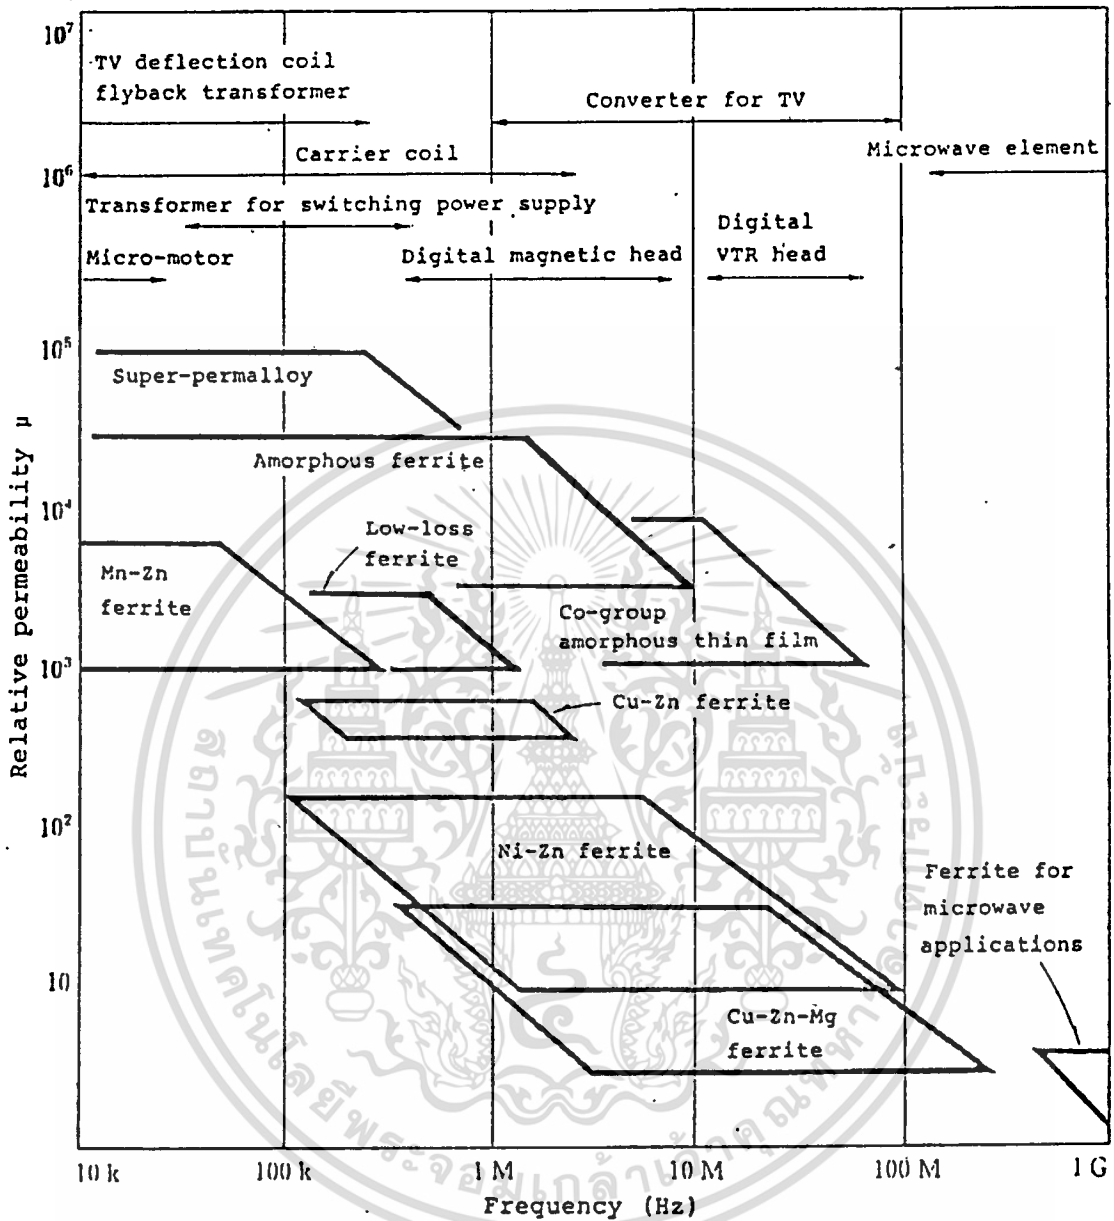 10⁷
TV deflection coil
flyback transformer
Converter for TV
Carrier coil
Microwave element
10⁶
Transformer for switching power supply
Digital
VTR head
Micro-motor
Digital magnetic head
10⁵
Super-permalloy
Amorphous ferrite
10⁴
Low-loss
ferrite
Mn-Zn
ferrite
Co-group
amorphous thin film
10³
Cu-Zn ferrite
10²
Ni-Zn ferrite
Ferrite for
microwave
applications
10
Cu-Zn-Mg
ferrite
Relative permeability μ
10 k
100 k
1 M
10 M
100 M
1 G
Frequency (Hz)